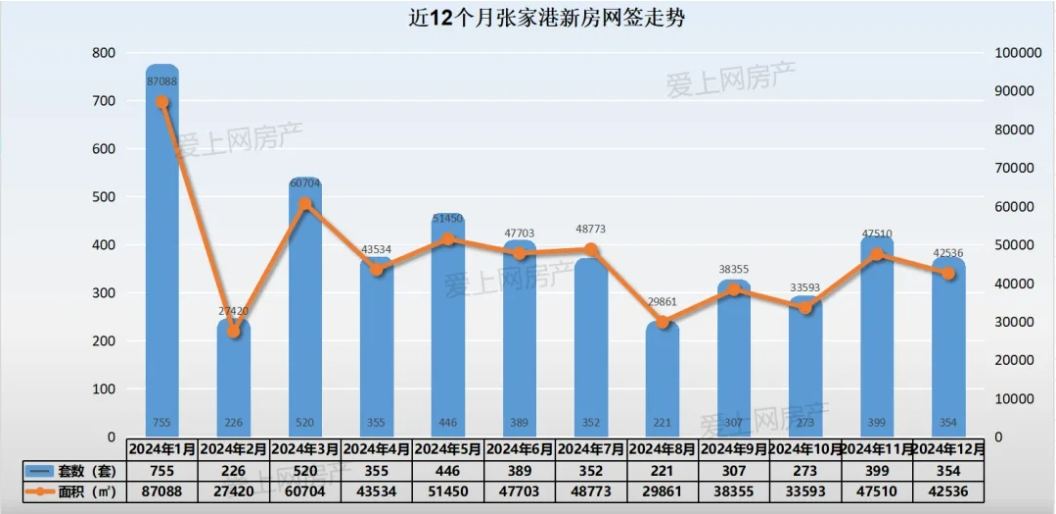 近12个月张家港新房网签走势
800 100000
700 90000
600 80000
500 70000
400 60000
300 50000
200 40000
100 30000
0 20000
10000
0
87088 27420 60704 43534 51450 47703 48773 29861 38355 33593 47510 42536
755 226 520 355 446 389 352 221 307 273 399 354
爱上网房产
爱上网房产
爱上网房产
爱上网房产
爱上网房产
2024年1月 2024年2月 2024年3月 2024年4月 2024年5月 2024年6月 2024年7月 2024年8月 2024年9月 2024年10月 2024年11月 2024年12月
套数（套） 755 226 520 355 446 389 352 221 307 273 399 354
面积（㎡） 87088 27420 60704 43534 51450 47703 48773 29861 38355 33593 47510 42536